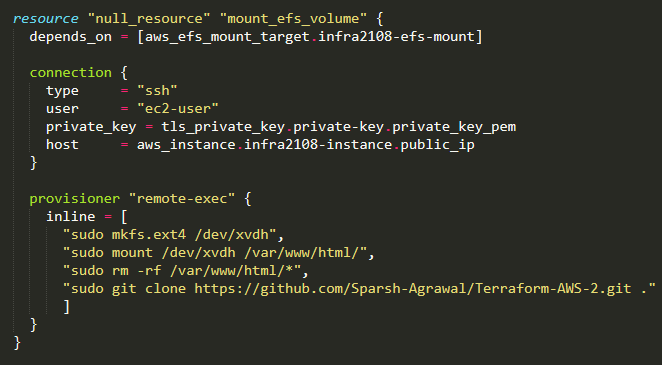 resource "null_resource" "mount_efs_volume" {
  depends_on = [aws_efs_mount_target.infra2108-efs-mount]

  connection {
    type     = "ssh"
    user     = "ec2-user"
    private_key = tls_private_key.private-key.private_key_pem
    host     = aws_instance.infra2108-instance.public_ip
  }

  provisioner "remote-exec" {
    inline = [
      "sudo mkfs.ext4 /dev/xvdh",
      "sudo mount /dev/xvdh /var/www/html/",
      "sudo rm -rf /var/www/html/*",
      "sudo git clone https://github.com/Sparsh-Agrawal/Terraform-AWS-2.git ."
      ]
  }
}